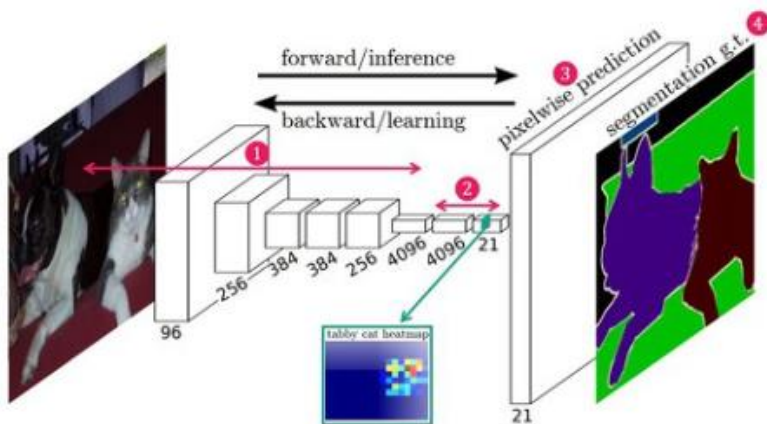 forward/inference
backward/learning
pixelwise prediction
segmentation g.t.
1
2
3
4
96
256
384
384
256
4096
4096
21
21
tabby cat heatmap